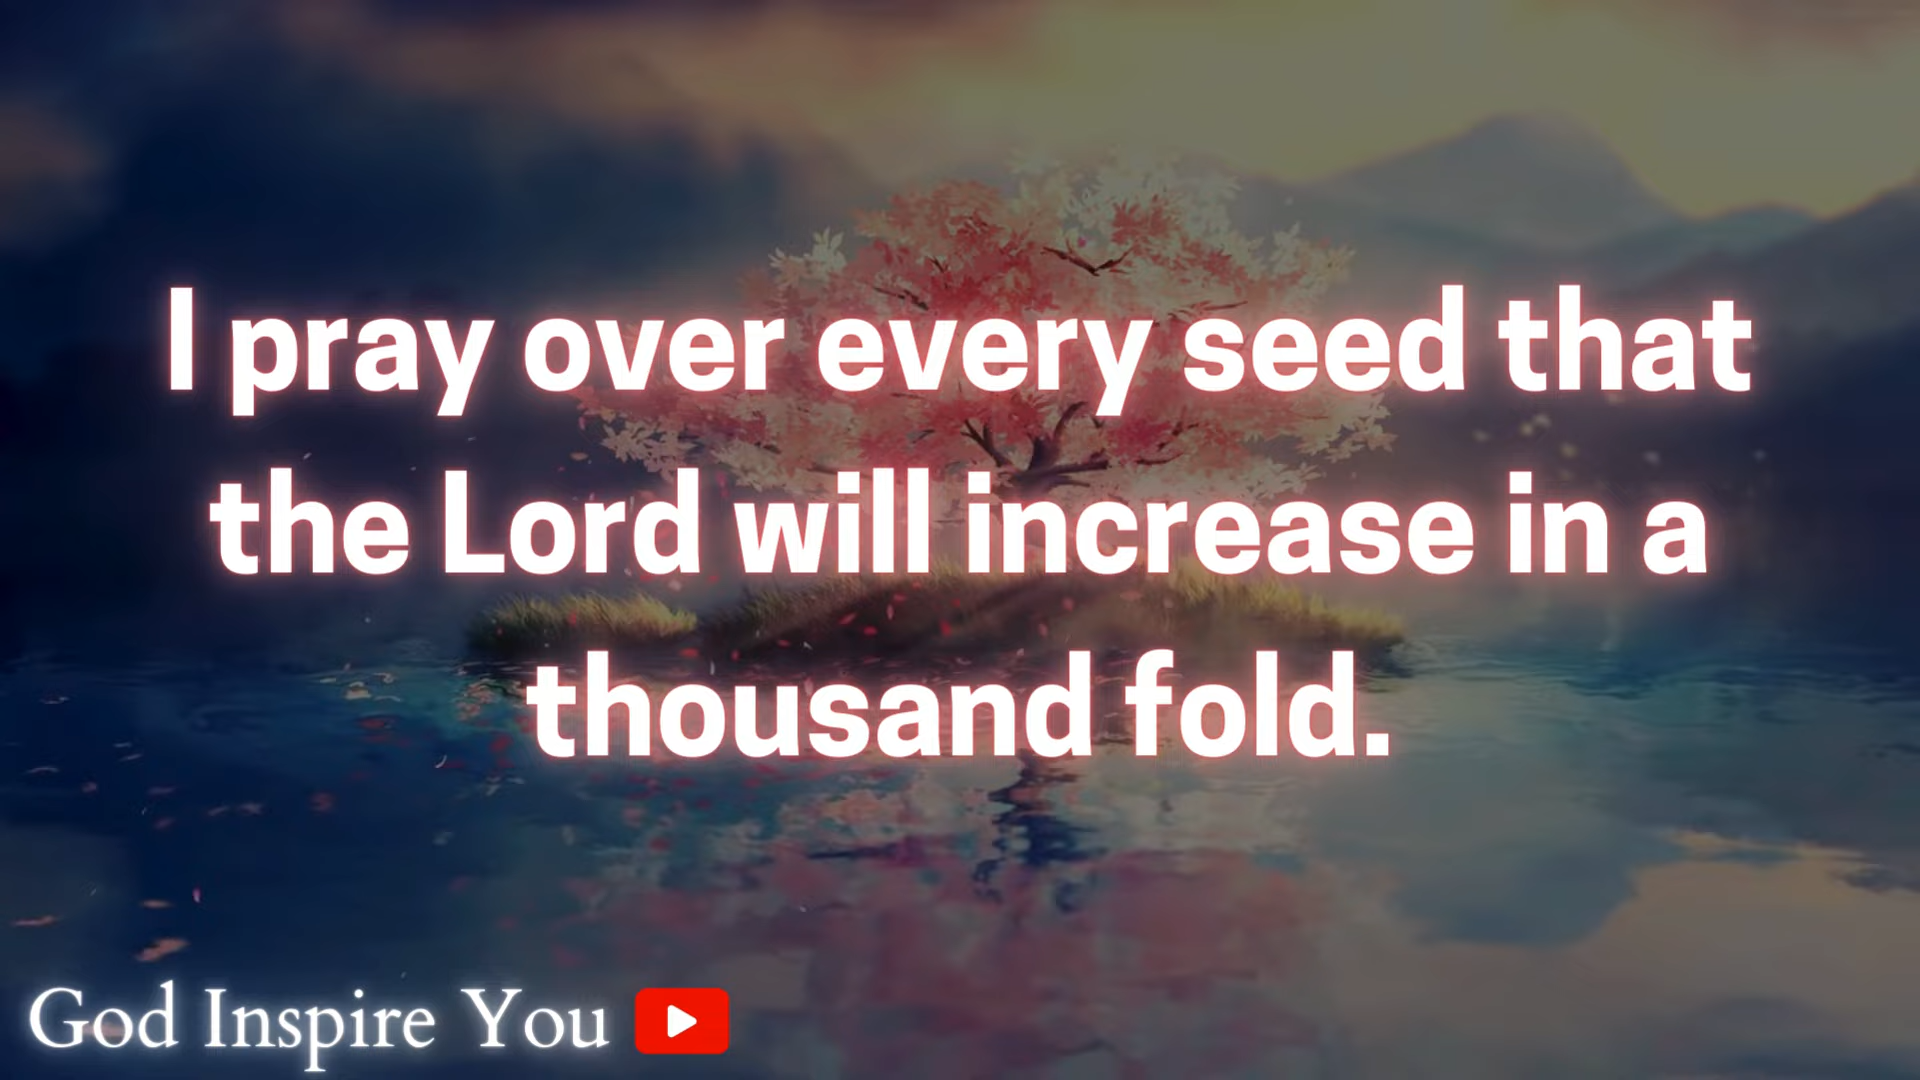 I pray over every seed that
the Lord will increase in a
thousand fold.
God Inspire You